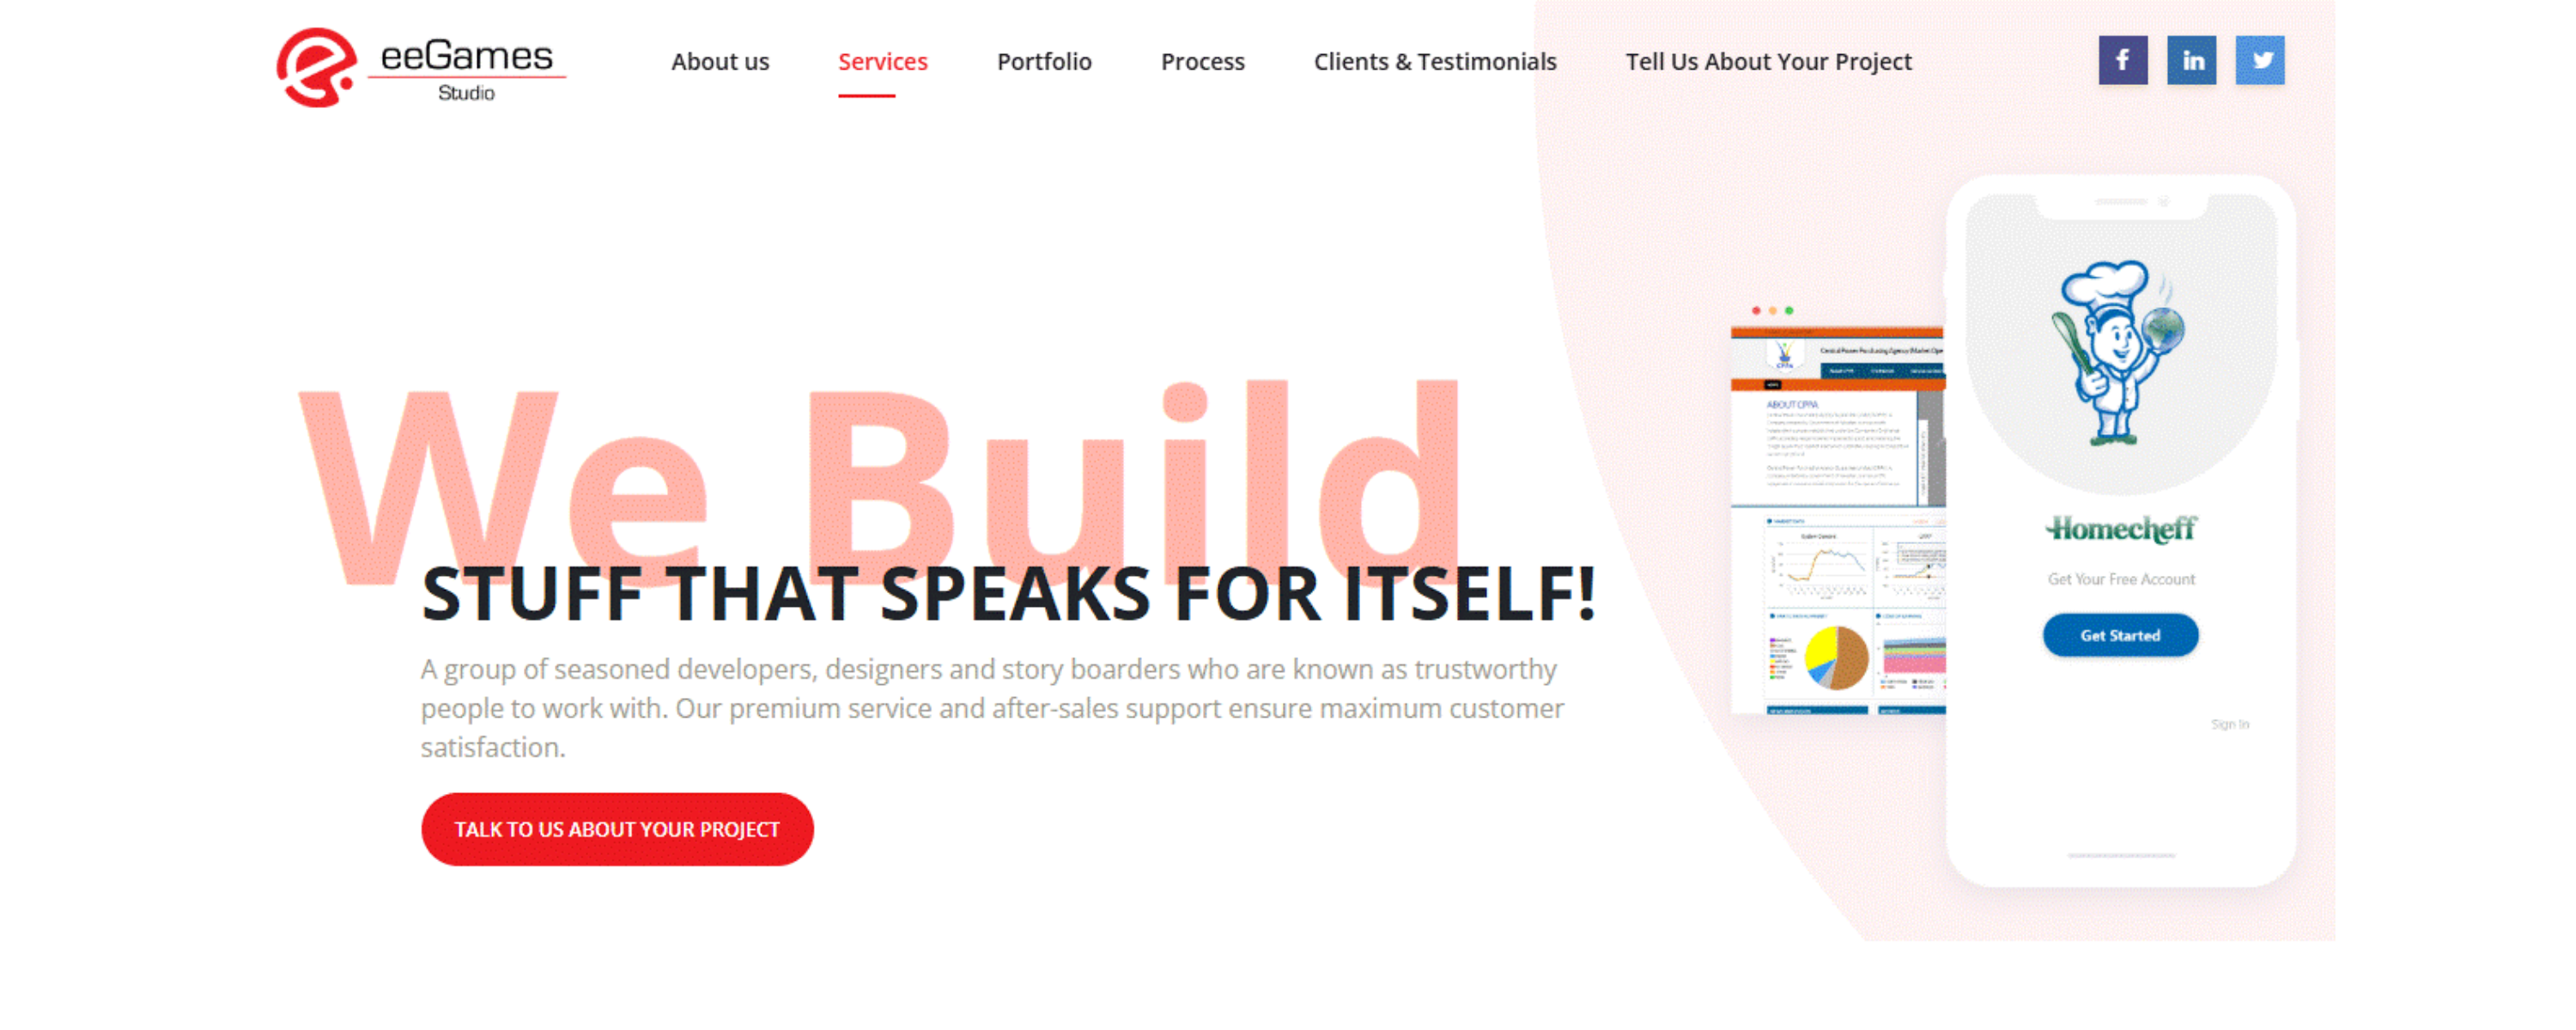 eeGames
Studio
About us
Services
Portfolio
Process
Clients & Testimonials
Tell Us About Your Project
We Build
STUFF THAT SPEAKS FOR ITSELF!
A group of seasoned developers, designers and story boarders who are known as trustworthy
people to work with. Our premium service and after-sales support ensure maximum customer
satisfaction.
TALK TO US ABOUT YOUR PROJECT
ABOUT CPPA
Homecheff
Get Your Free Account
Get Started
Sign In